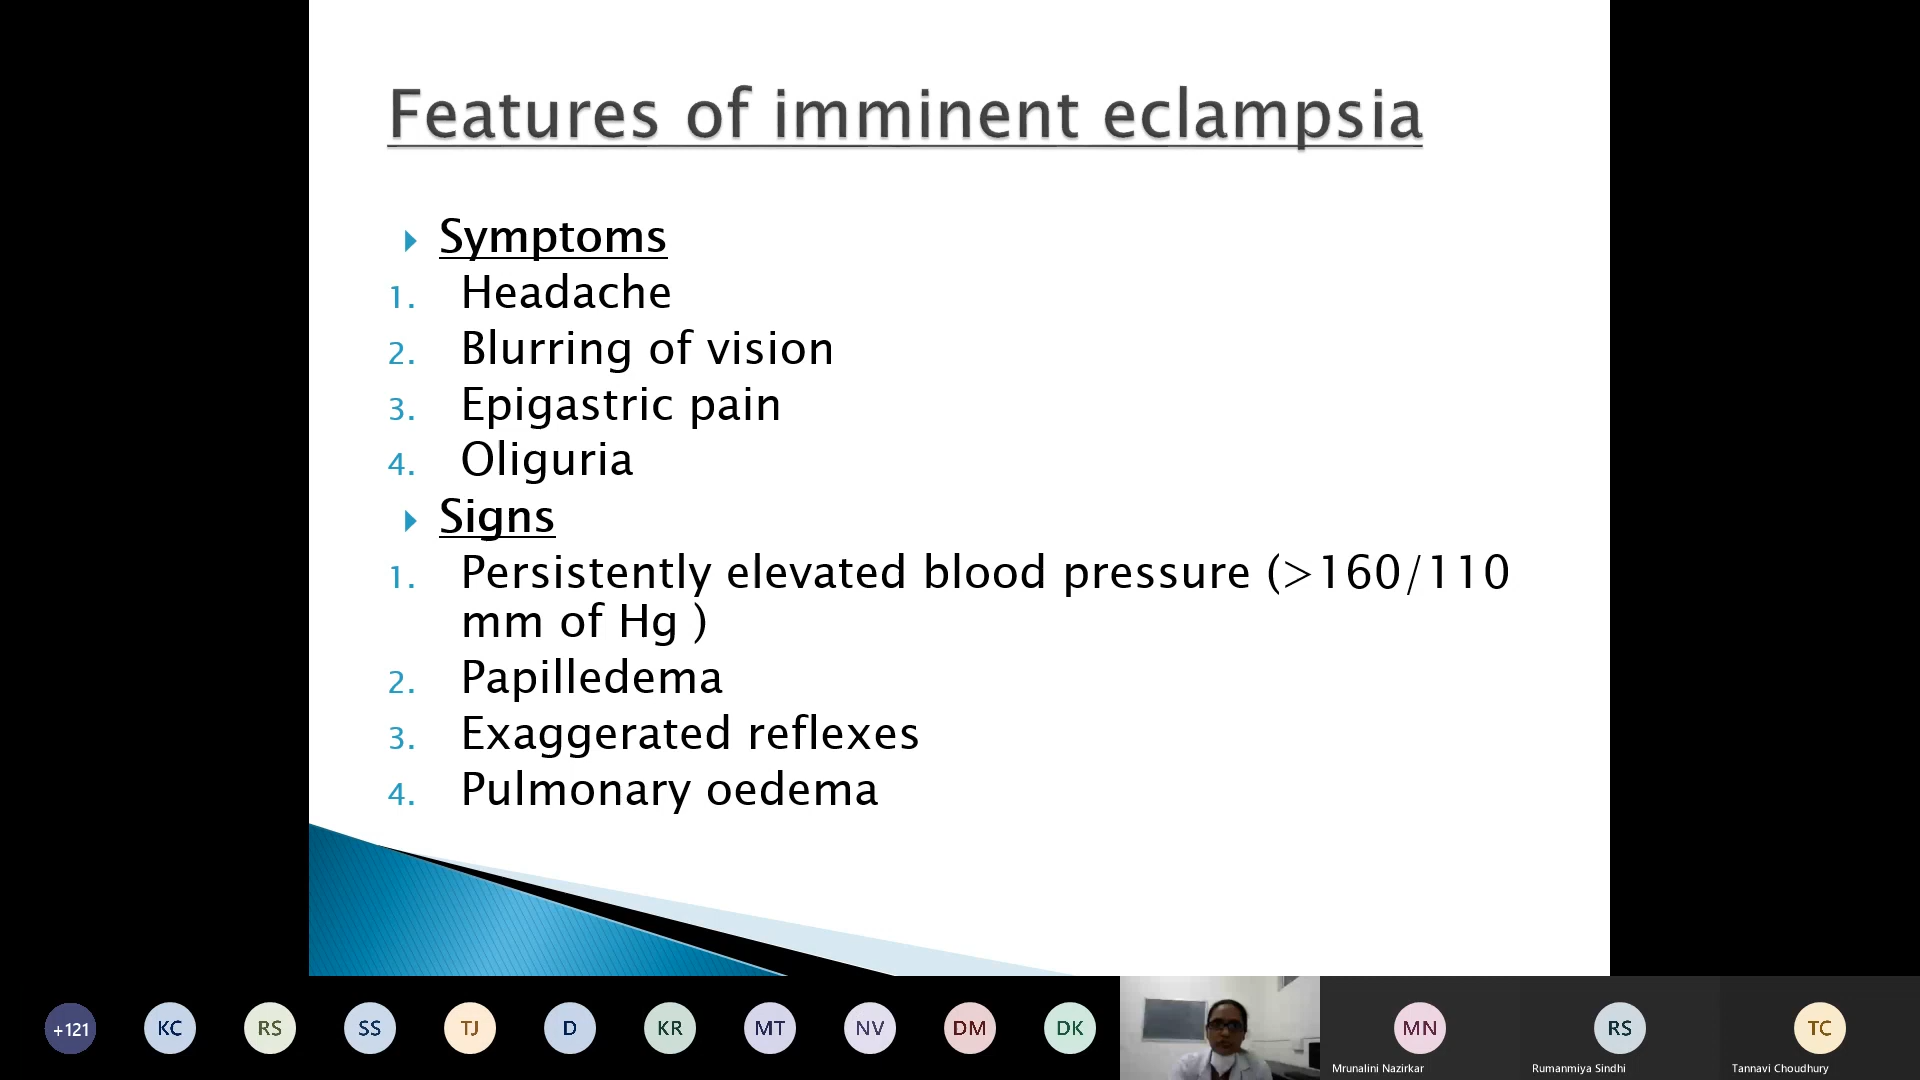 Features of imminent eclampsia
Symptoms
1. Headache
2. Blurring of vision
3. Epigastric pain
4. Oliguria
Signs
1. Persistently elevated blood pressure (>160/110
mm of Hg )
2. Papilledema
3. Exaggerated reflexes
4. Pulmonary oedema
+121 KC RS SS TJ D KR MT NV DM DK MN RS TC
Mrunalini Nazirkar Rumanmiya Sindhi Tannavi Choudhury